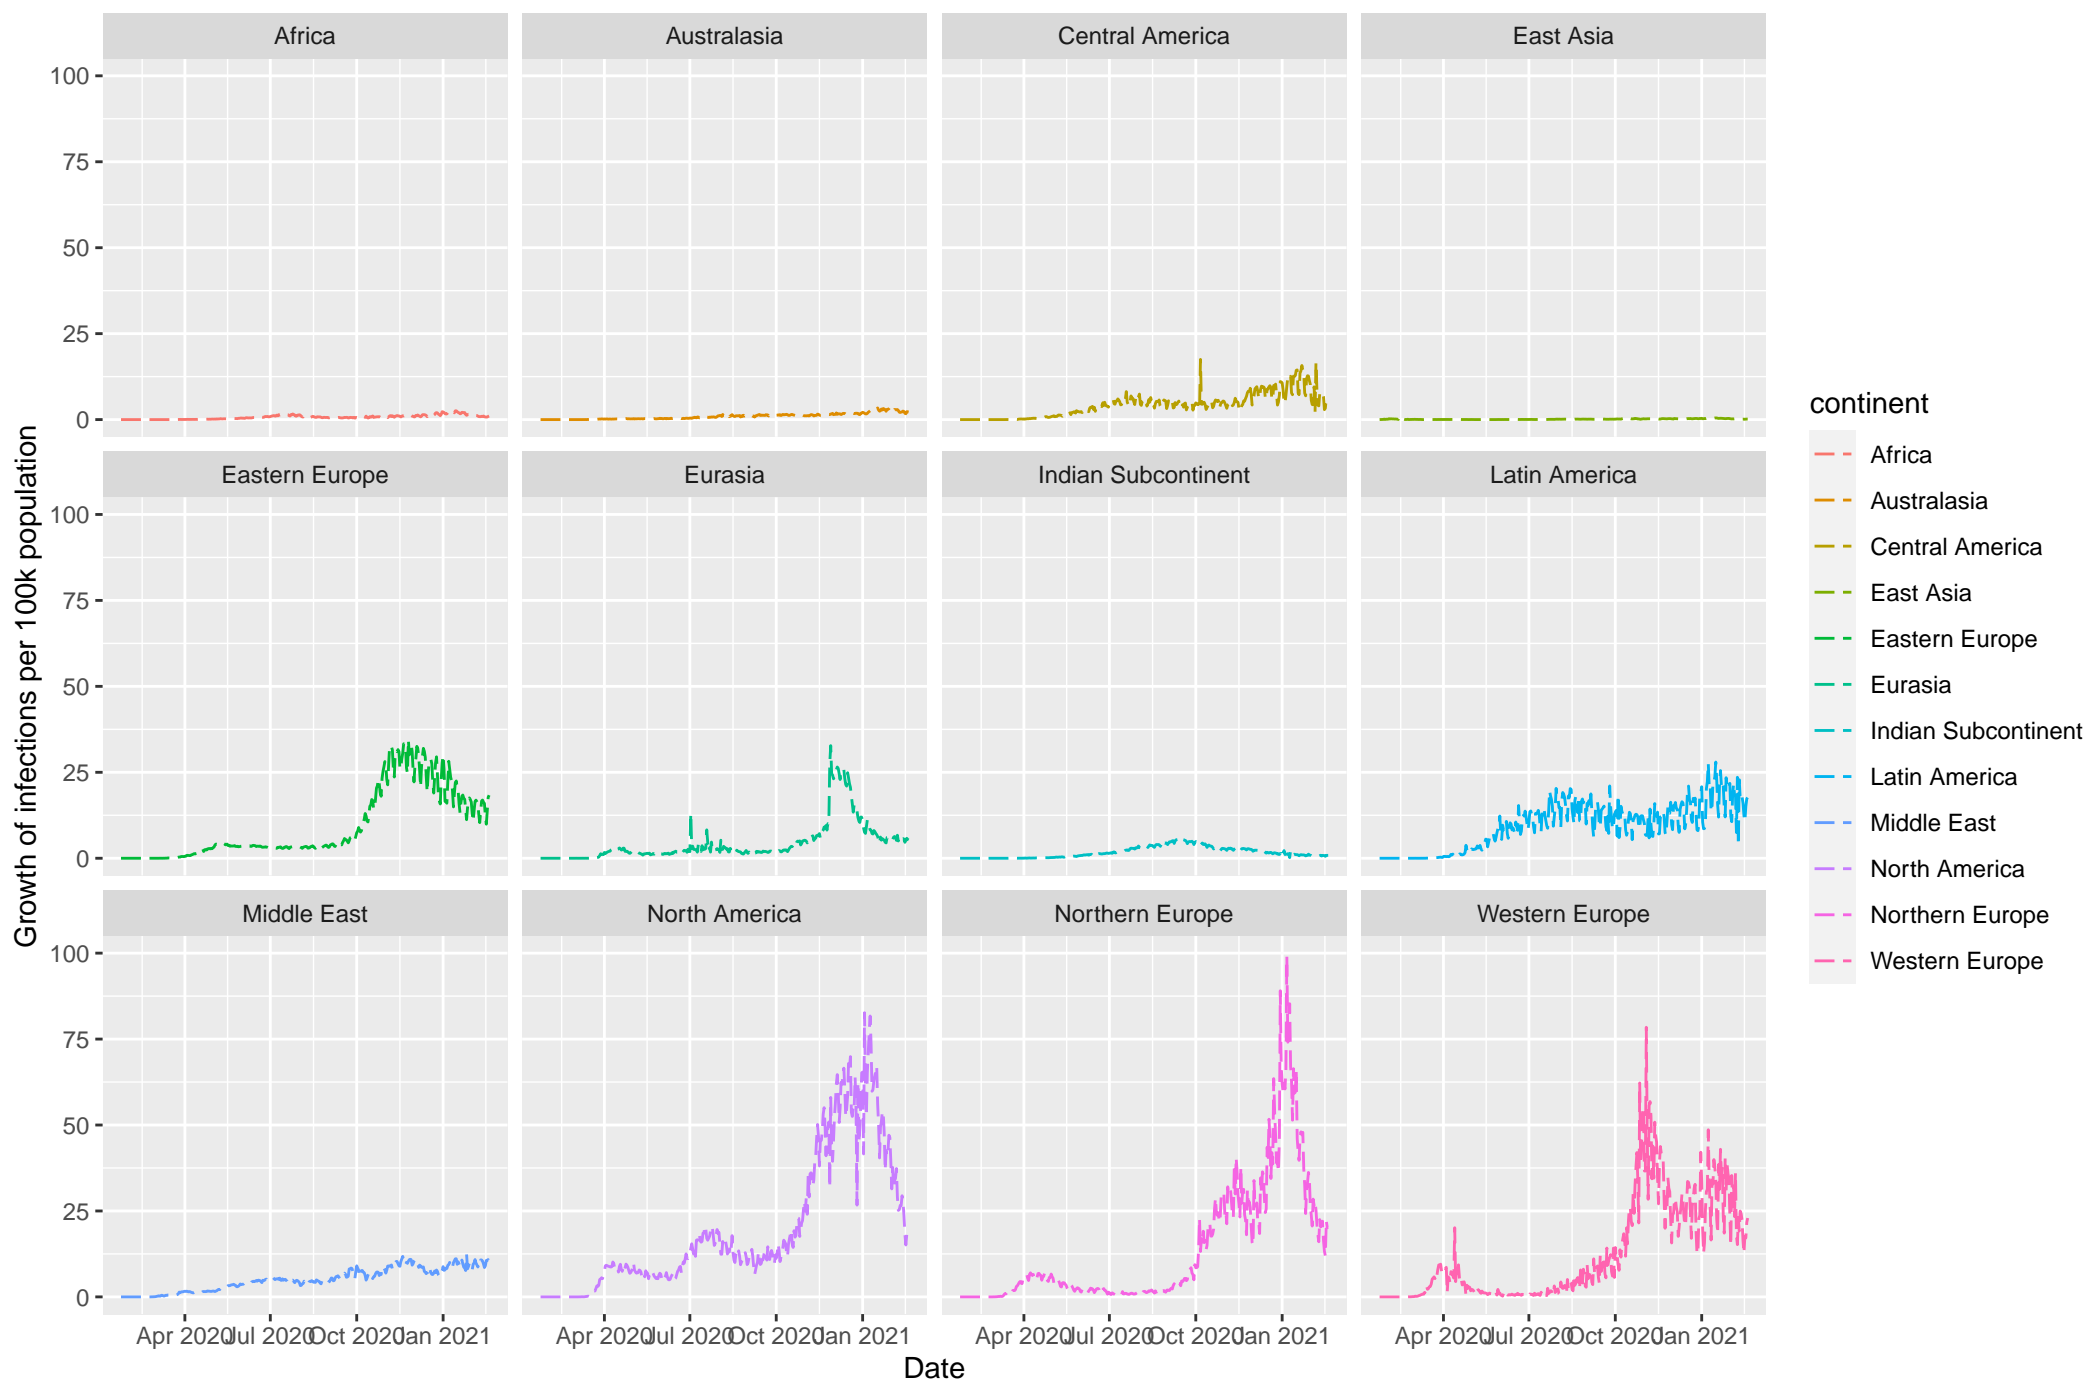 Africa
Australasia
Central America
East Asia
100
75
50
25
0
Eastern Europe
Eurasia
Indian Subcontinent
Latin America
100
75
50
25
0
Middle East
North America
Northern Europe
Western Europe
100
75
50
25
0
Apr 2020 Jul 2020 Oct 2020 Jan 2021
Apr 2020 Jul 2020 Oct 2020 Jan 2021
Apr 2020 Jul 2020 Oct 2020 Jan 2021
Apr 2020 Jul 2020 Oct 2020 Jan 2021
Date
Growth of infections per 100k population
continent
Africa
Australasia
Central America
East Asia
Eastern Europe
Eurasia
Indian Subcontinent
Latin America
Middle East
North America
Northern Europe
Western Europe